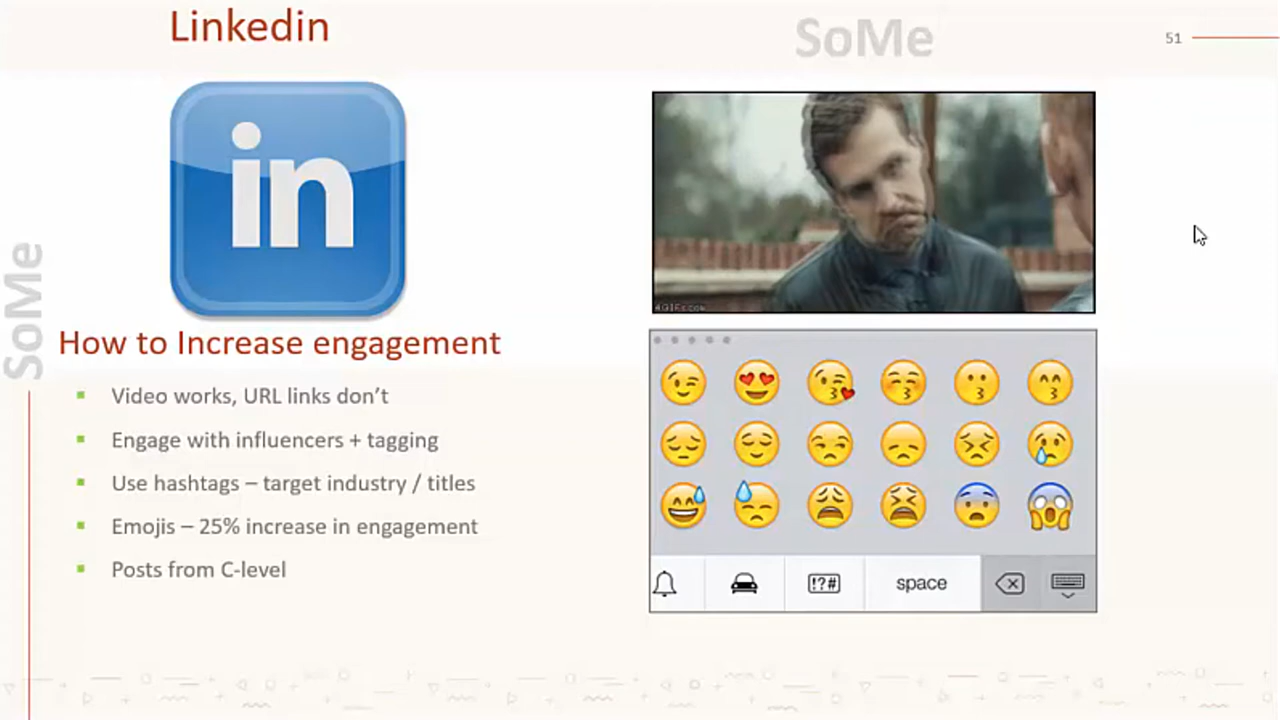 Linkedin
SoMe
51
in
SoMe
How to Increase engagement
Video works, URL links don’t
Engage with influencers + tagging
Use hashtags – target industry / titles
Emojis – 25% increase in engagement
Posts from C-level
!?#
space